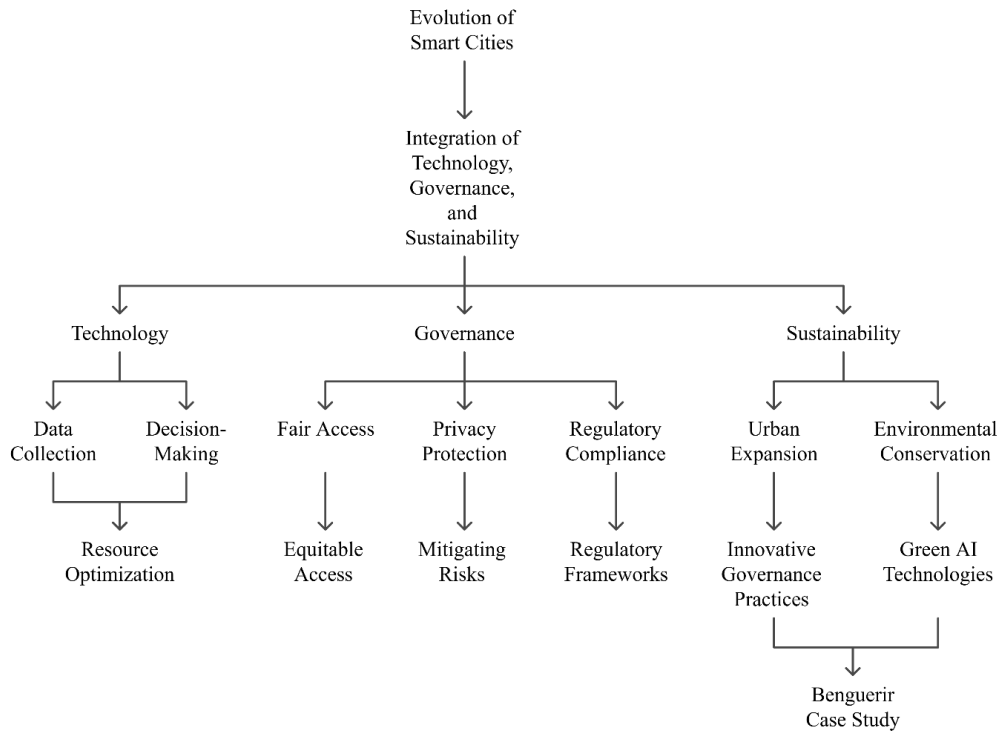 Evolution of
Smart Cities
Integration of
Technology,
Governance,
and
Sustainability
Technology
Governance
Sustainability
Data
Collection
Decision-
Making
Fair Access
Privacy
Protection
Regulatory
Compliance
Urban
Expansion
Environmental
Conservation
Resource
Optimization
Equitable
Access
Mitigating
Risks
Regulatory
Frameworks
Innovative
Governance
Practices
Green AI
Technologies
Benguerir
Case Study